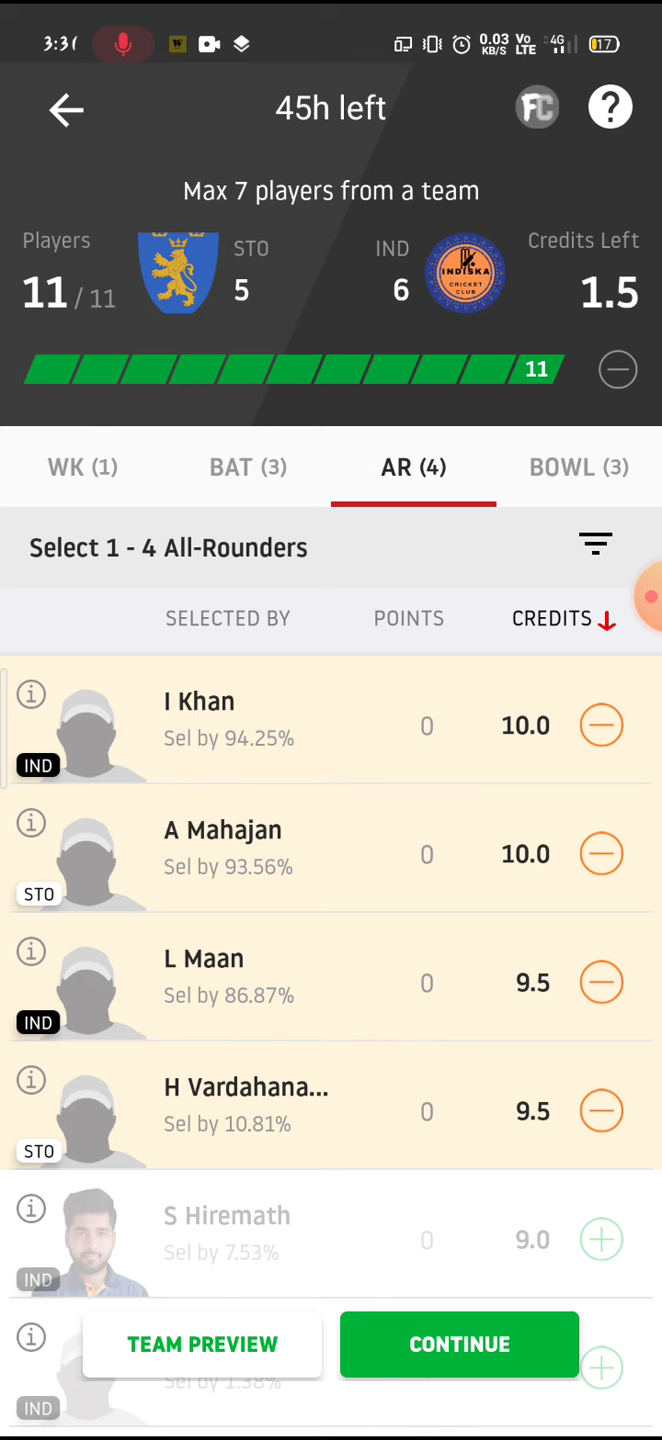 3:3
W
0.03 KB/S
Vo LTE
4G
17
45h left
FC
?
Max 7 players from a team
Players
STO
IND
Credits Left
11 / 11
5
6
INDISKA
CRICKET
CLUB
1.5
11
WK (1)
BAT (3)
AR (4)
BOWL (3)
Select 1 - 4 All-Rounders
SELECTED BY
POINTS
CREDITS
i
I Khan
Sel by 94.25%
0
10.0
IND
i
A Mahajan
Sel by 93.56%
0
10.0
STO
i
L Maan
Sel by 86.87%
0
9.5
IND
i
H Vardahana...
Sel by 10.81%
0
9.5
STO
i
S Hiremath
Sel by 7.53%
0
9.0
IND
i
TEAM PREVIEW
CONTINUE
Sel by 1.38%
IND